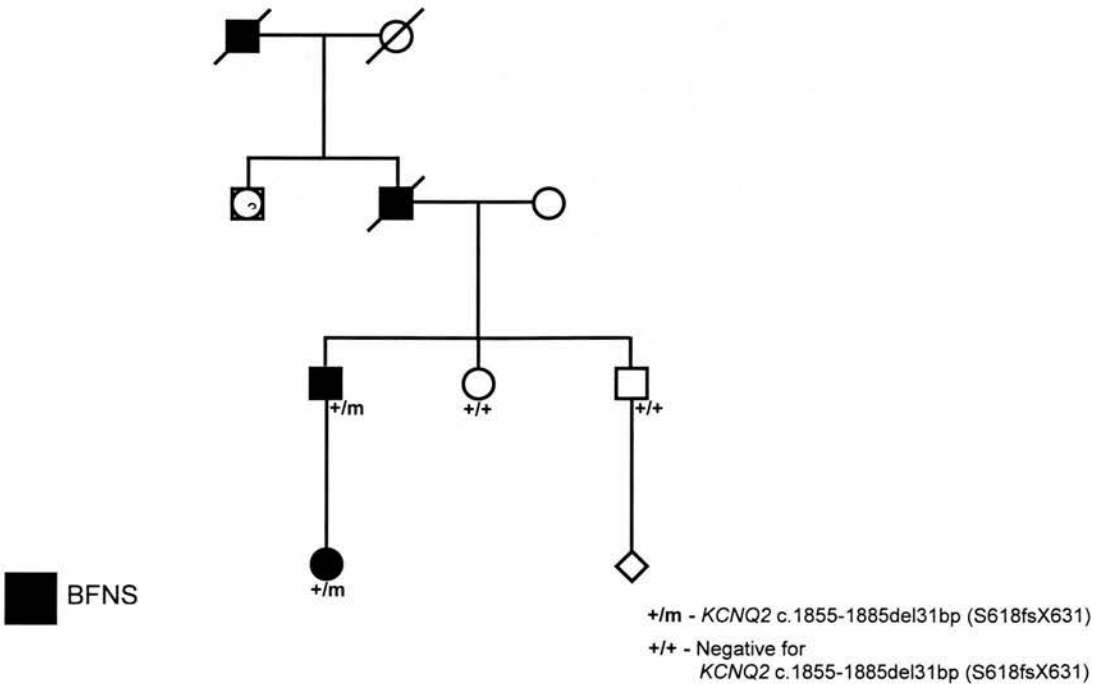 ?
+/m
+/+
+/+
+/m
BFNS
+/m - KCNQ2 c.1855-1885del31bp (S618fsX631)
+/+ - Negative for
KCNQ2 c.1855-1885del31bp (S618fsX631)